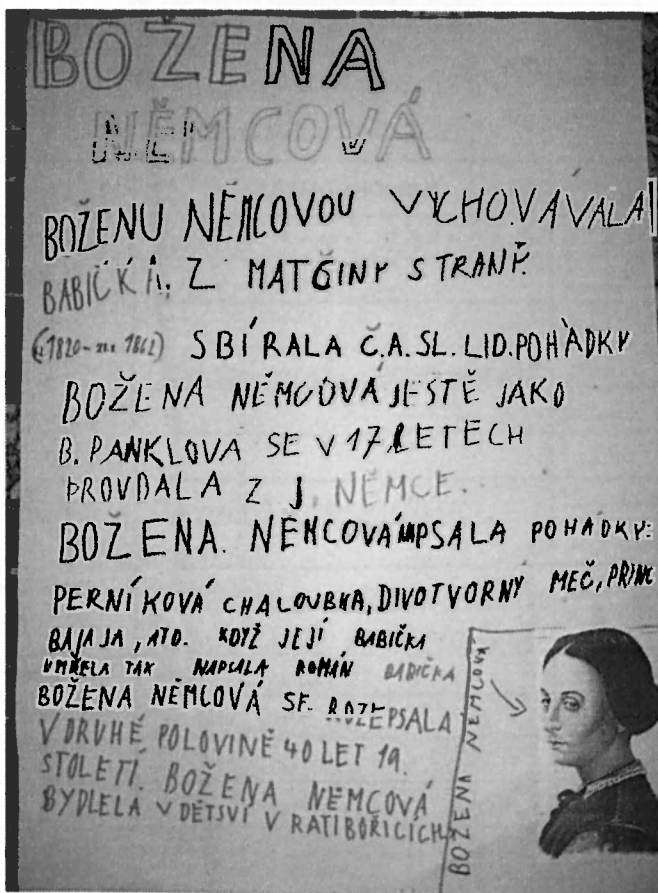 BOŽENA
NĚMCOVÁ
BOŽENU NĚMCOVOU VYCHOVÁVALA
BABIČKA. Z MATČINY STRANY.
(1820-1862) SBÍRALA Č.A.SL.LID.POHÁDKY
BOŽENA NĚMCOVÁ JEŠTĚ JAKO
B. PANKLOVA SE V 17 LETECH
PROVDALA Z J. NĚMCE.
BOŽENA. NĚMCOVÁ POHÁDKY:
PERNÍKOVÁ CHALOUBKA, DIVOTVORNY MEČ, PRINC
BAJAJA, ATD. KDYŽ JEJÍ BABIČKA
UMŘELA TAK NAPSALA ROMÁN BABIČKA
BOŽENA NĚMCOVÁ SE ROZEPSALA
V DRUHÉ POLOVINĚ 40 LET 19.
STOLETÍ. BOŽENA NĚMCOVÁ
BYDLELA V DĚTSVÍ V RATIBOŘICÍCH
BOŽENA NĚMCOVÁ